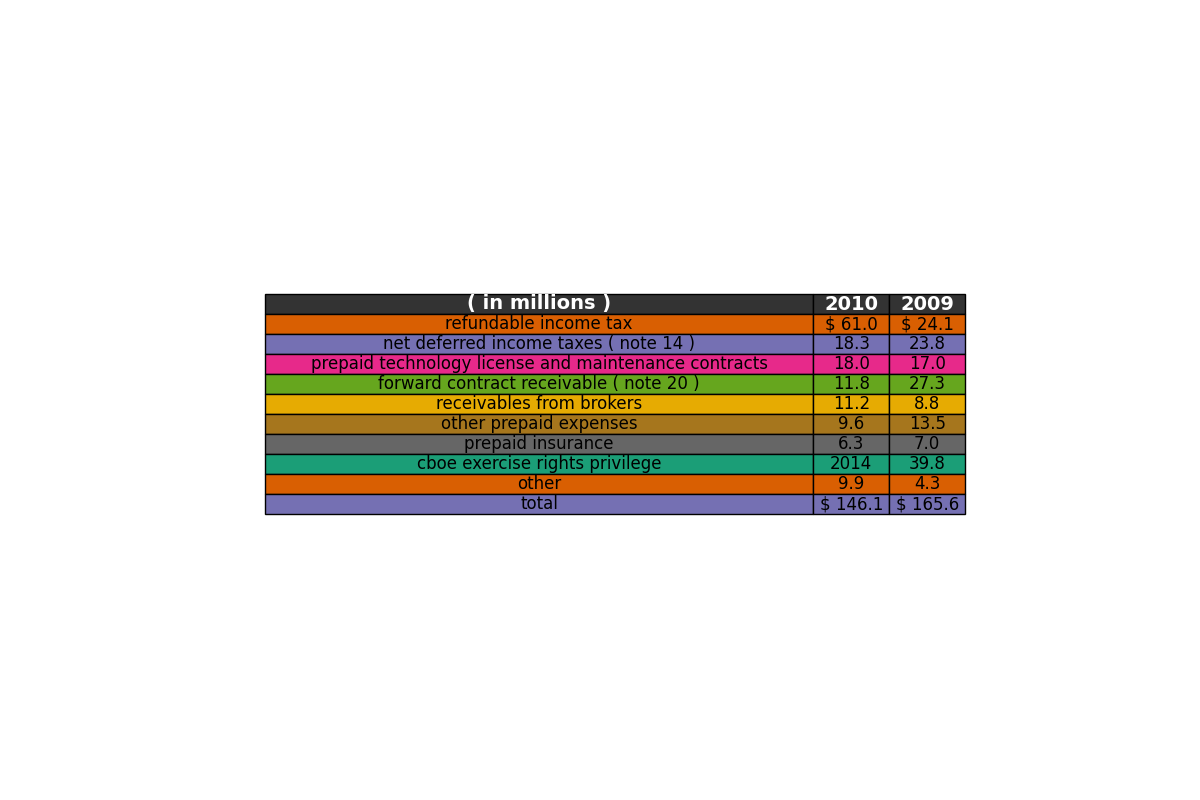 ( in millions ) 2010 2009
refundable income tax $ 61.0 $ 24.1
net deferred income taxes ( note 14 ) 18.3 23.8
prepaid technology license and maintenance contracts 18.0 17.0
forward contract receivable ( note 20 ) 11.8 27.3
receivables from brokers 11.2 8.8
other prepaid expenses 9.6 13.5
prepaid insurance 6.3 7.0
cboe exercise rights privilege 2014 39.8
other 9.9 4.3
total $ 146.1 $ 165.6